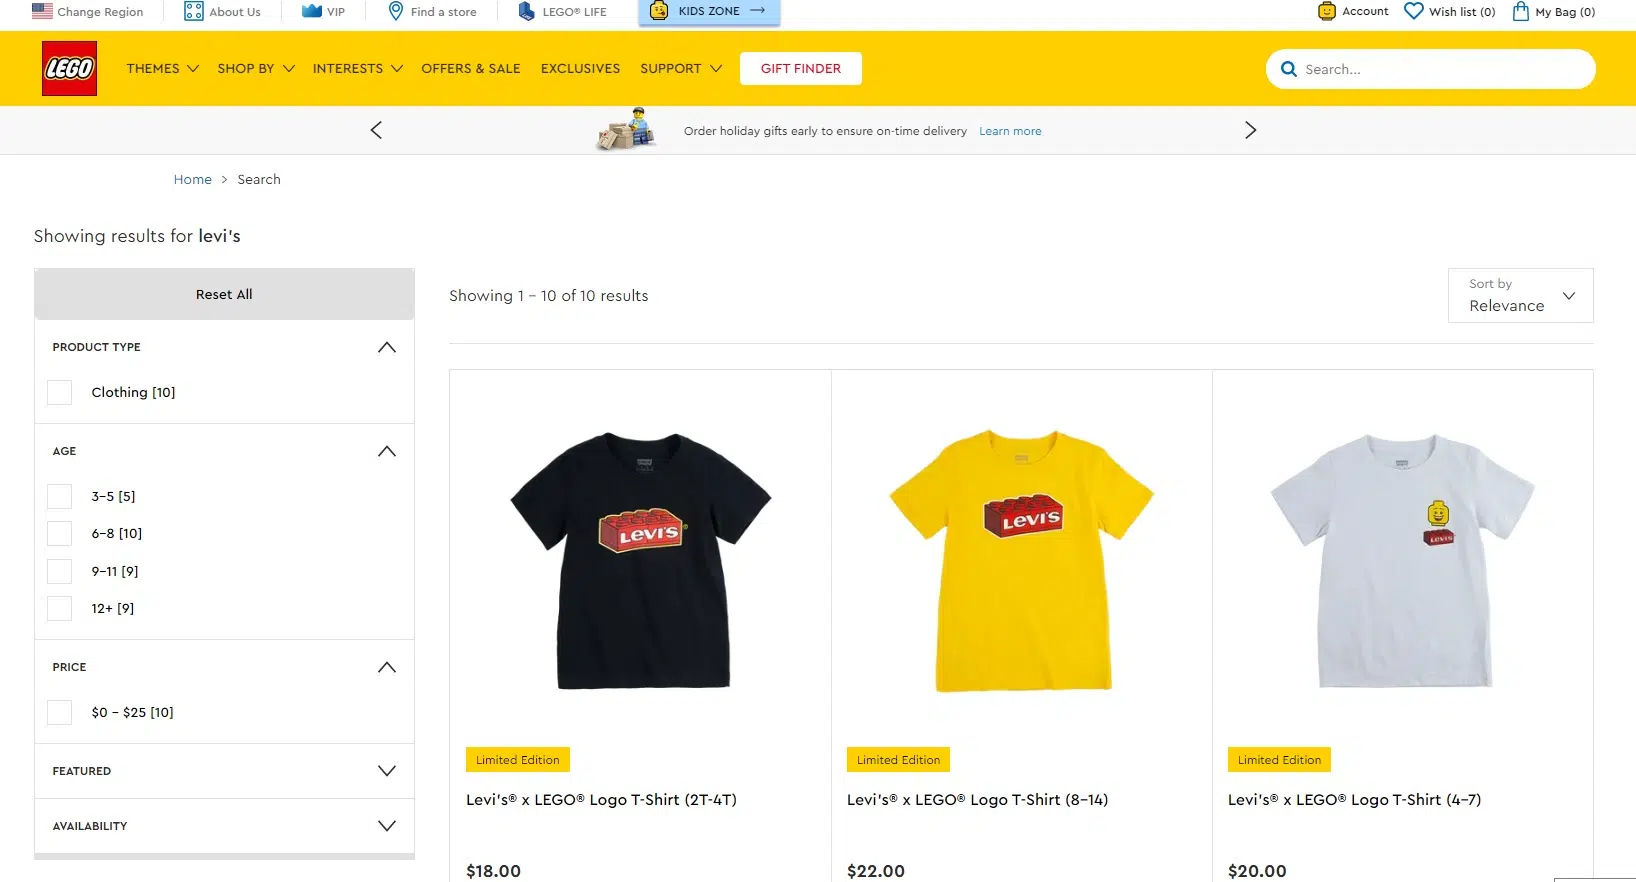 Change Region
About Us
VIP
Find a store
LEGO® LIFE
KIDS ZONE
Account
Wish list (0)
My Bag (0)
LEGO
THEMES
SHOP BY
INTERESTS
OFFERS & SALE
EXCLUSIVES
SUPPORT
GIFT FINDER
Search...
Order holiday gifts early to ensure on-time delivery Learn more
Home > Search
Showing results for levi's
Reset All
PRODUCT TYPE
Clothing [10]
AGE
3-5 [5]
6-8 [10]
9-11 [9]
12+ [9]
PRICE
$0 - $25 [10]
FEATURED
AVAILABILITY
Showing 1 - 10 of 10 results
Sort by
Relevance
LEVI'S
LEVI'S
LEVI'S
Limited Edition
Levi's® x LEGO® Logo T-Shirt (2T-4T)
$18.00
Limited Edition
Levi's® x LEGO® Logo T-Shirt (8-14)
$22.00
Limited Edition
Levi's® x LEGO® Logo T-Shirt (4-7)
$20.00